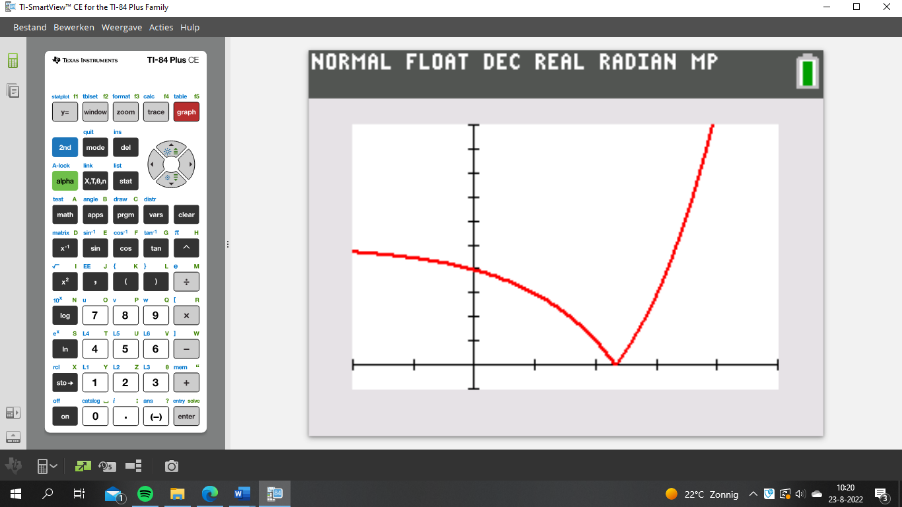 TI-SmartView™ CE for the TI-84 Plus Family
Bestand Bewerken Weergave Acties Hulp
TEXAS INSTRUMENTS TI-84 Plus CE
NORMAL FLOAT DEC REAL RADIAN MP
statplot f1 tblset f2 format f3 calc f4 table f5
y= window zoom trace graph
quit ins
2nd mode del
A-lock link list
alpha X,T,θ,n stat
test A angle B draw C distr
math apps prgm vars clear
matrix D sin⁻¹ E cos⁻¹ F tan⁻¹ G π H
x⁻¹ sin cos tan ^
√ I EE J { K } L e M
x² , ( ) ÷
10ˣ N u O v P w Q [ R
log 7 8 9 ×
eˣ S L4 T L5 U L6 V ] W
ln 4 5 6 −
rcl X L1 Y L2 Z L3 θ mem "
sto→ 1 2 3 +
off catalog i : ans ? entry solve
on 0 . (−) enter
22°C Zonnig
10:20
23-8-2022
1
3